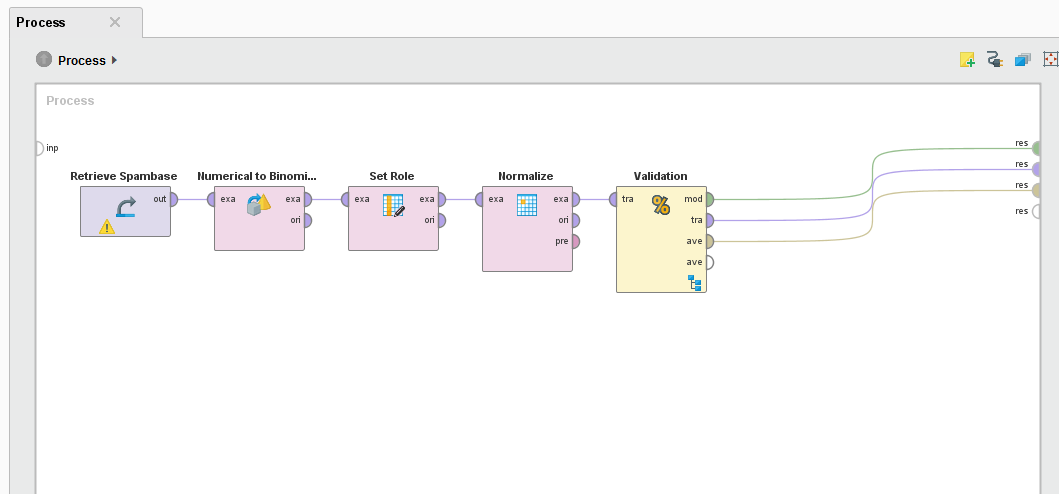 Process
Process
Process
inp
Retrieve Spambase
out
Numerical to Binomi...
exa exa
ori
Set Role
exa exa
ori
Normalize
exa exa
ori
pre
Validation
tra mod
tra
ave
ave
res
res
res
res